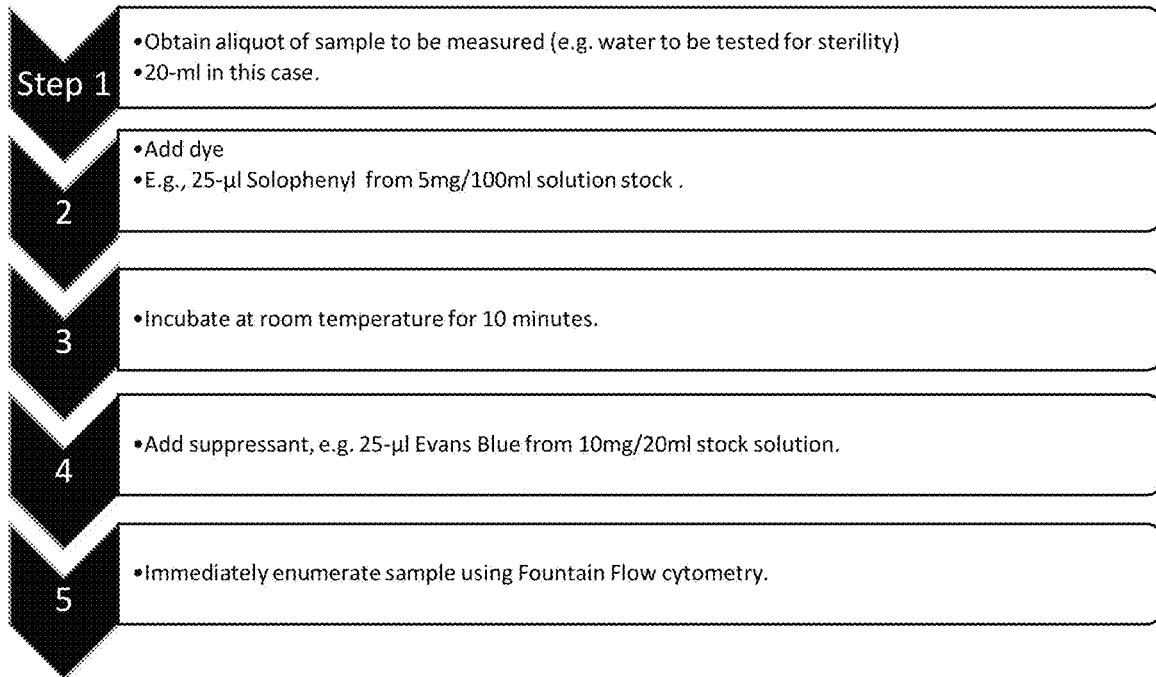 Step 1
•Obtain aliquot of sample to be measured (e.g. water to be tested for sterility)
•20-ml in this case.
2
•Add dye
•E.g., 25-µl Solophenyl from 5mg/100ml solution stock .
3
•Incubate at room temperature for 10 minutes.
4
•Add suppressant, e.g. 25-µl Evans Blue from 10mg/20ml stock solution.
5
•Immediately enumerate sample using Fountain Flow cytometry.